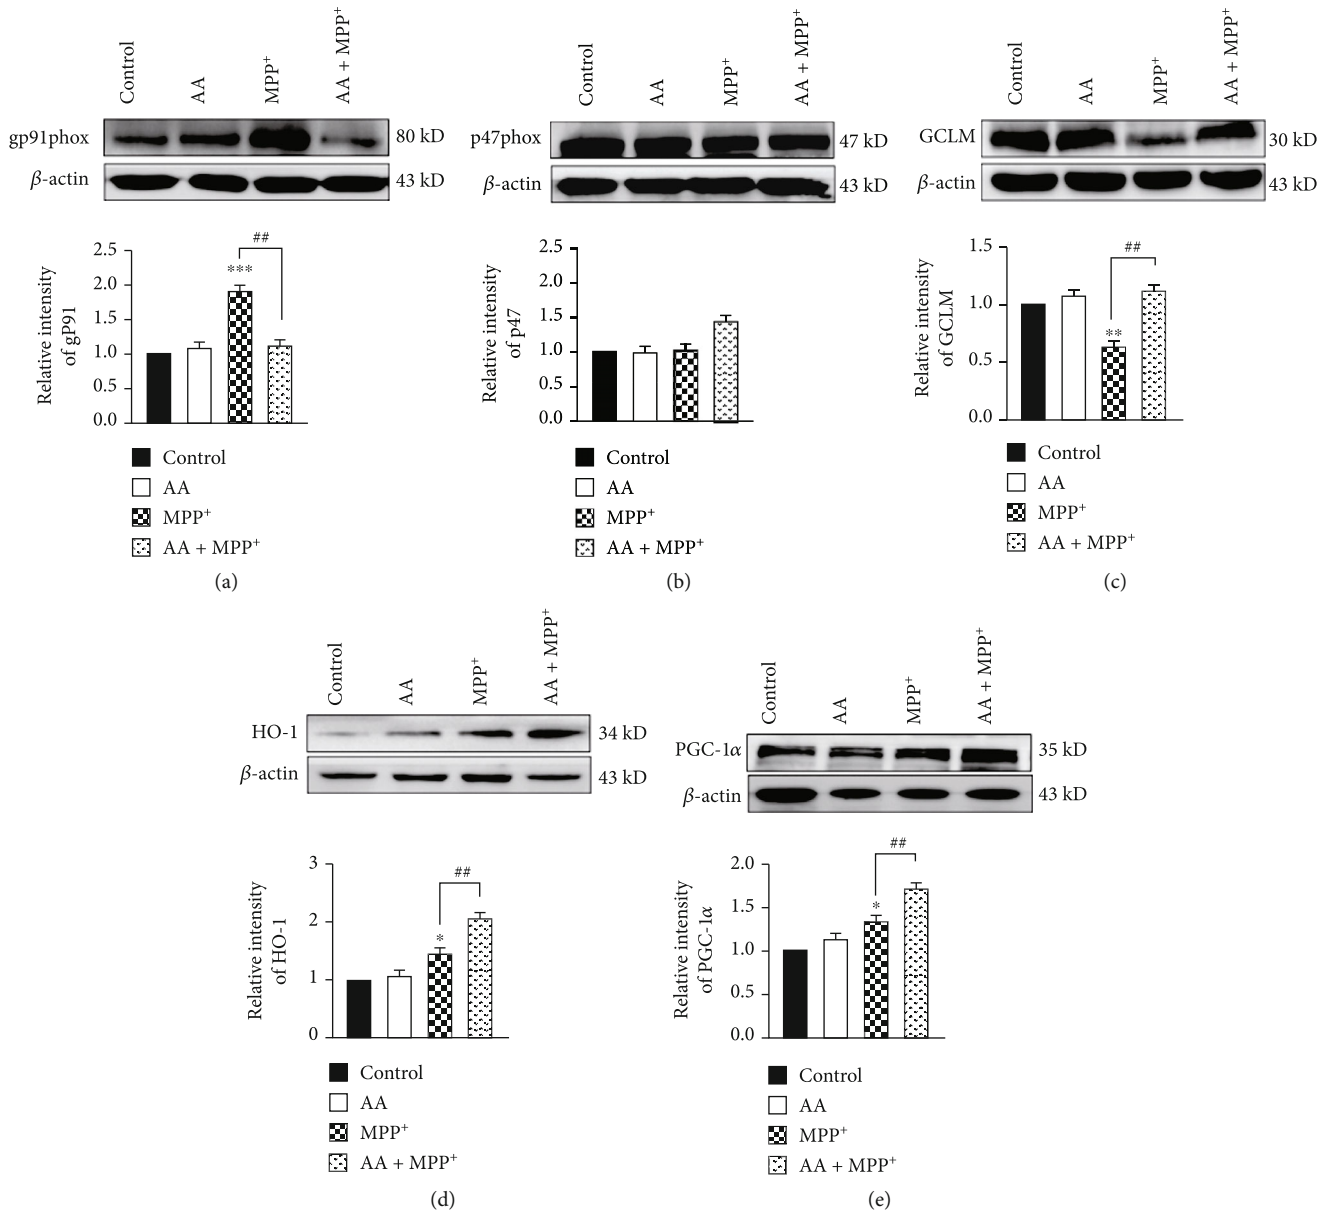 Control
AA
MPP+
AA + MPP+
gp91phox
80 kD
β-actin
43 kD
Relative intensity
of gP91
2.5
2.0
1.5
1.0
0.5
0.0
***
##
Control
AA
MPP+
AA + MPP+
(a)
Control
AA
MPP+
AA + MPP+
p47phox
47 kD
β-actin
43 kD
Relative intensity
of p47
2.5
2.0
1.5
1.0
0.5
0.0
Control
AA
MPP+
AA + MPP+
(b)
Control
AA
MPP+
AA + MPP+
GCLM
30 kD
β-actin
43 kD
Relative intensity
of GCLM
1.5
1.0
0.5
0.0
**
##
Control
AA
MPP+
AA + MPP+
(c)
Control
AA
MPP+
AA + MPP+
HO-1
34 kD
β-actin
43 kD
Relative intensity
of HO-1
3
2
1
0
*
##
Control
AA
MPP+
AA + MPP+
(d)
Control
AA
MPP+
AA + MPP+
PGC-1α
35 kD
β-actin
43 kD
Relative intensity
of PGC-1α
2.0
1.5
1.0
0.5
0.0
*
##
Control
AA
MPP+
AA + MPP+
(e)